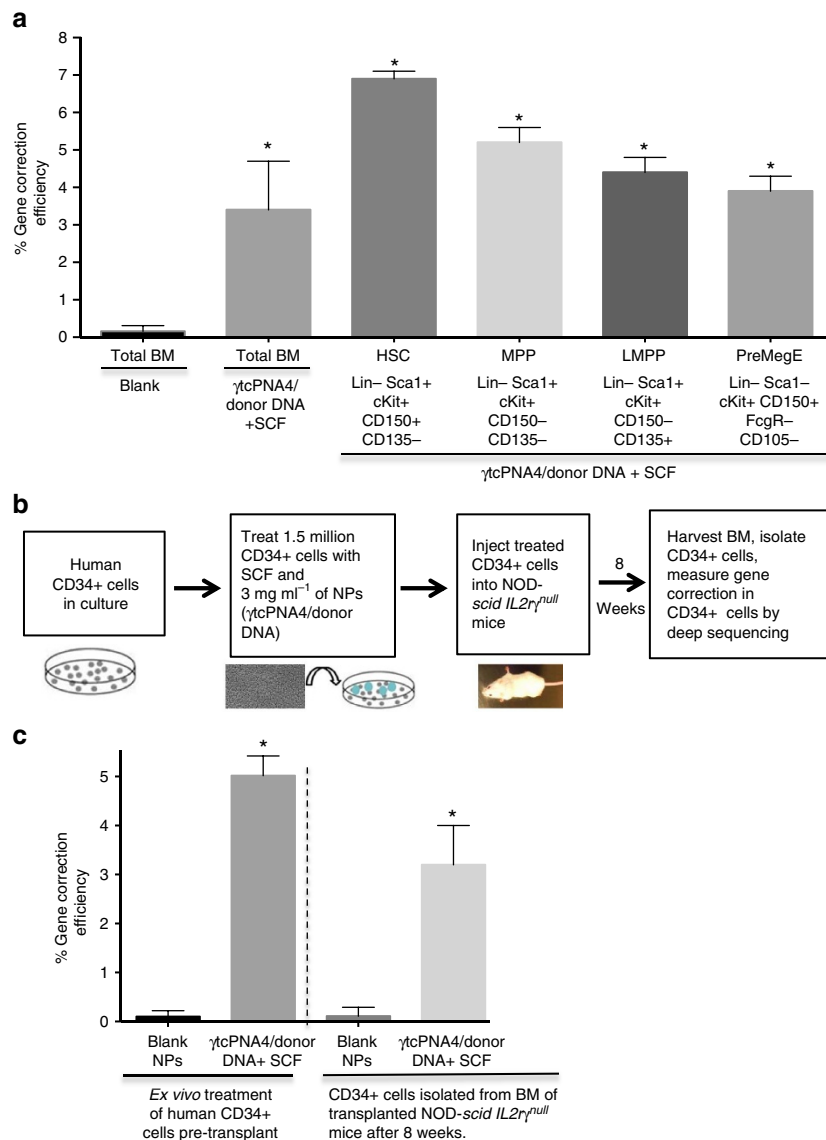 a
% Gene correction
efficiency
8
7
6
5
4
3
2
1
0
*
*
*
*
*
Total BM
Total BM
HSC
MPP
LMPP
PreMegE
Blank
γtcPNA4/
donor DNA
+SCF
Lin– Sca1+
cKit+
CD150+
CD135–
Lin– Sca1+
cKit+
CD150–
CD135–
Lin– Sca1+
cKit+
CD150–
CD135+
Lin– Sca1–
cKit+ CD150+
FcgR–
CD105–
γtcPNA4/donor DNA + SCF
b
Human
CD34+ cells
in culture
Treat 1.5 million
CD34+ cells with
SCF and
3 mg ml⁻¹ of NPs
(γtcPNA4/donor
DNA)
Inject treated
CD34+ cells
into NOD-
scid IL2rγnull
mice
8
Weeks
Harvest BM, isolate
CD34+ cells,
measure gene
correction in
CD34+ cells by
deep sequencing
c
% Gene correction
efficiency
5
4
3
2
1
0
*
*
Blank
NPs
γtcPNA4/donor
DNA+ SCF
Blank
NPs
γtcPNA4/donor
DNA+ SCF
Ex vivo treatment
of human CD34+
cells pre-transplant
CD34+ cells isolated from BM of
transplanted NOD-scid IL2rγnull
mice after 8 weeks.